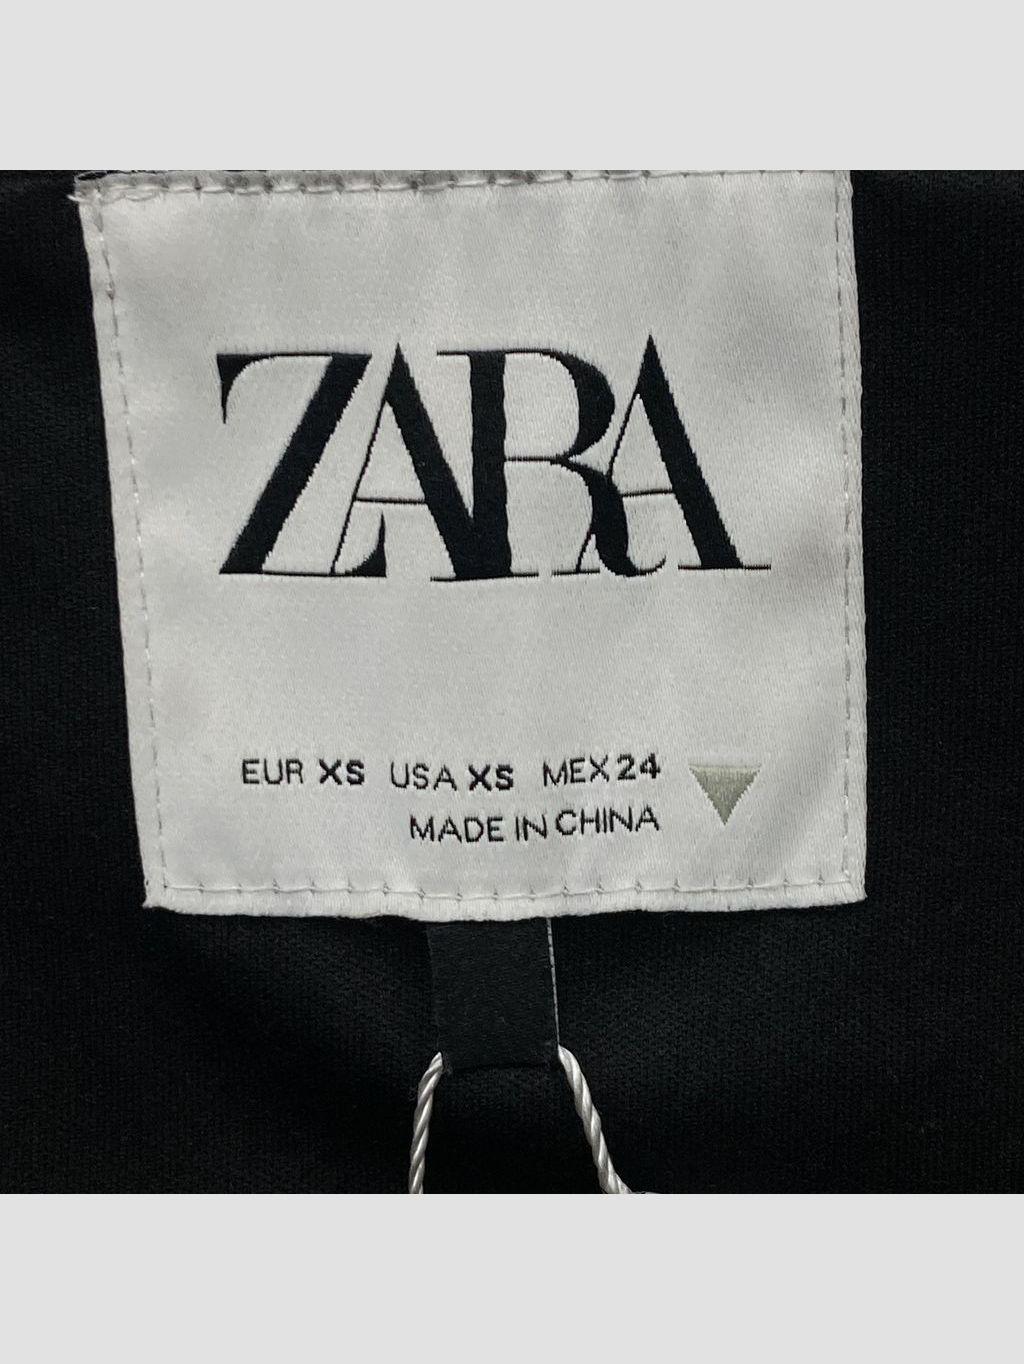 ZARA
EUR XS USA XS MEX 24
MADE IN CHINA